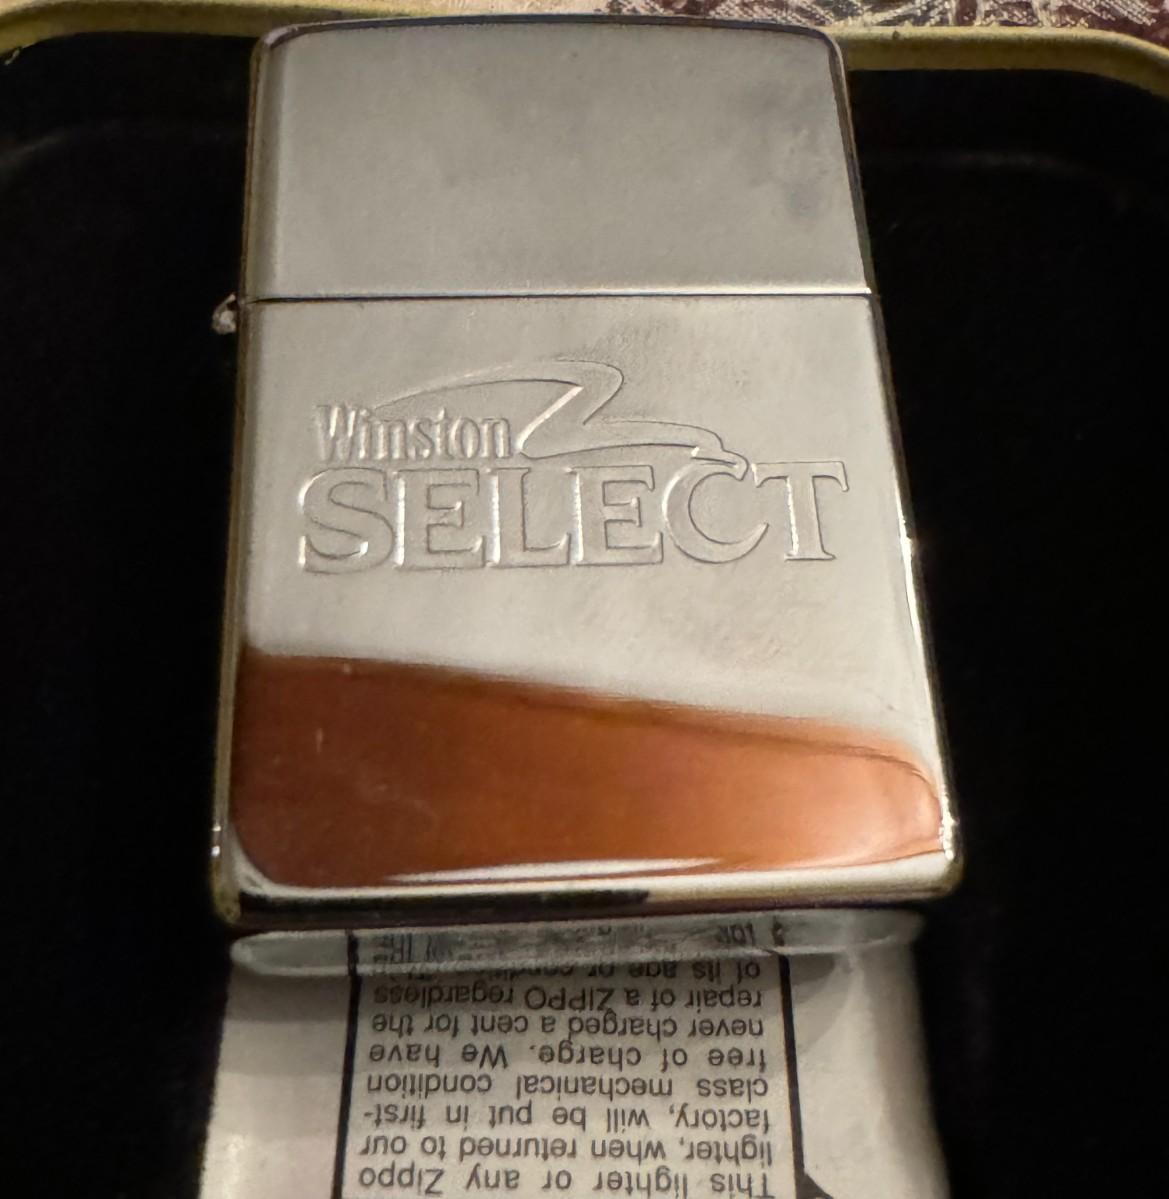 Winston
SELECT
This lighter or any Zippo
lighter, when returned to our
factory, will be put in first-
class mechanical condition
free of charge. We have
never charged a cent for the
repair of a ZIPPO regardless
of its age or condition